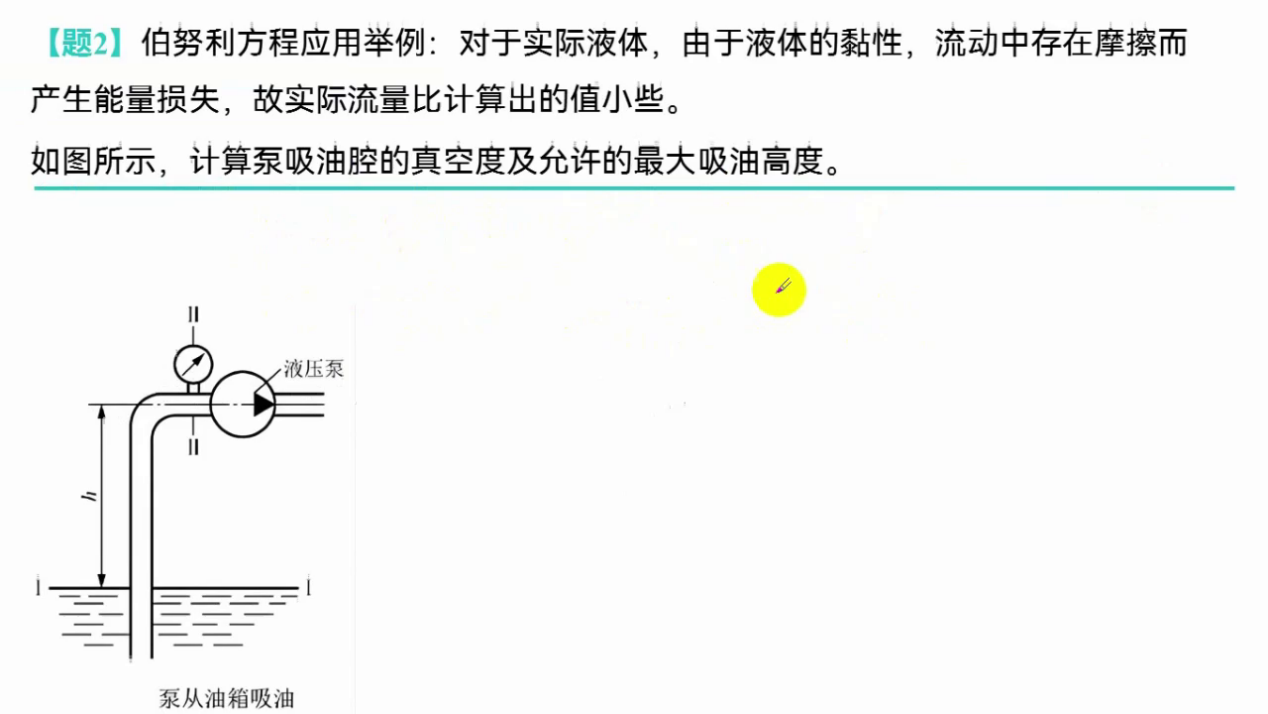 【题2】伯努利方程应用举例：对于实际液体，由于液体的黏性，流动中存在摩擦而
产生能量损失，故实际流量比计算出的值小些。
如图所示，计算泵吸油腔的真空度及允许的最大吸油高度。
II
液压泵
II
h
I I
泵从油箱吸油